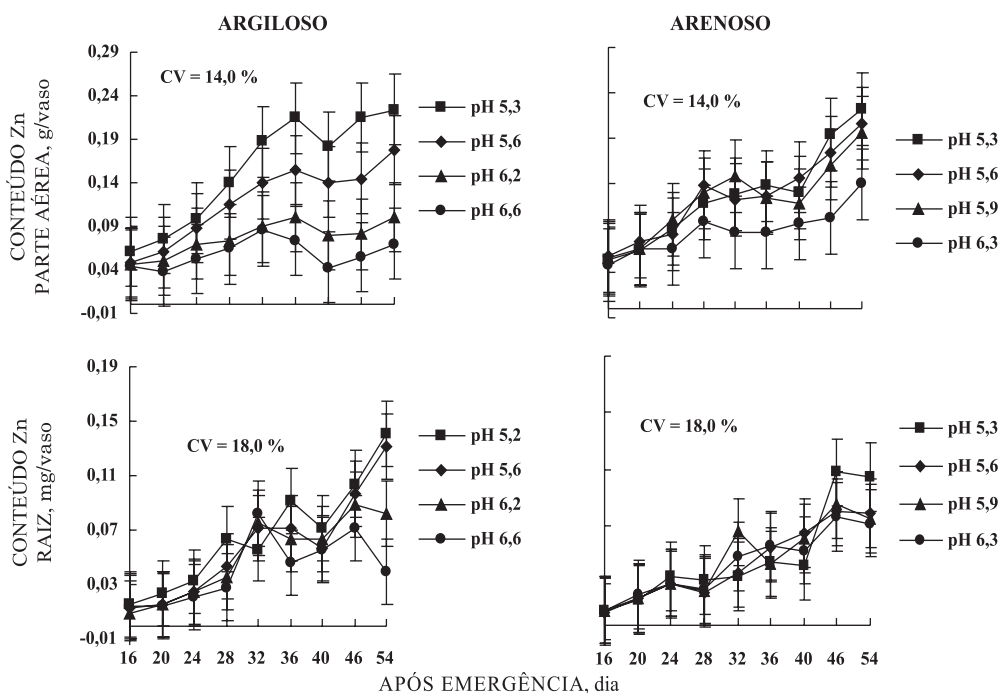 ARGILOSO
ARENOSO
CONTEÚDO Zn
PARTE AÉREA, g/vaso
0,29
0,24
0,19
0,14
0,09
0,04
-0,01
CV = 14,0 %
pH 5,3
pH 5,6
pH 6,2
pH 6,6
CV = 14,0 %
pH 5,3
pH 5,6
pH 5,9
pH 6,3
CONTEÚDO Zn
RAIZ, mg/vaso
0,19
0,15
0,11
0,07
0,03
-0,01
CV = 18,0 %
pH 5,2
pH 5,6
pH 6,2
pH 6,6
CV = 18,0 %
pH 5,3
pH 5,6
pH 5,9
pH 6,3
16 20 24 28 32 36 40 46 54
16 20 24 28 32 36 40 46 54
APÓS EMERGÊNCIA, dia